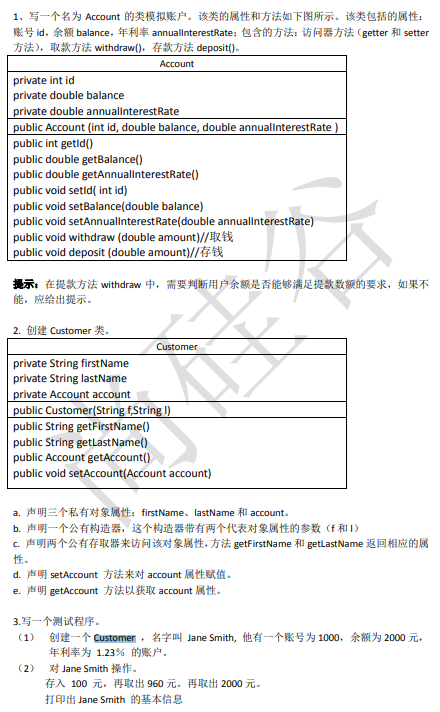 1、写一个名为 Account 的类模拟账户。该类的属性和方法如下图所示。该类包括的属性：
账号 id，余额 balance，年利率 annualInterestRate；包含的方法：访问器方法（getter 和 setter
方法），取款方法 withdraw()，存款方法 deposit()。
Account
private int id
private double balance
private double annualInterestRate
public Account (int id, double balance, double annualInterestRate )
public int getId()
public double getBalance()
public double getAnnualInterestRate()
public void setId( int id)
public void setBalance(double balance)
public void setAnnualInterestRate(double annualInterestRate)
public void withdraw (double amount)//取钱
public void deposit (double amount)//存钱
提示：在提款方法 withdraw 中，需要判断用户余额是否能够满足提款数额的要求，如果不
能，应给出提示。
2. 创建 Customer 类。
Customer
private String firstName
private String lastName
private Account account
public Customer(String f,String l)
public String getFirstName()
public String getLastName()
public Account getAccount()
public void setAccount(Account account)
a. 声明三个私有对象属性：firstName、lastName 和 account。
b. 声明一个公有构造器，这个构造器带有两个代表对象属性的参数（f 和 l）
c. 声明两个公有存取器来访问该对象属性，方法 getFirstName 和 getLastName 返回相应的属
性。
d. 声明 setAccount 方法来对 account 属性赋值。
e. 声明 getAccount 方法以获取 account 属性。
3.写一个测试程序。
（1） 创建一个 Customer ，名字叫 Jane Smith, 他有一个账号为 1000，余额为 2000 元，
年利率为 1.23％ 的账户。
（2） 对 Jane Smith 操作。
存入 100 元，再取出 960 元。再取出 2000 元。
打印出 Jane Smith 的基本信息
尚硅谷